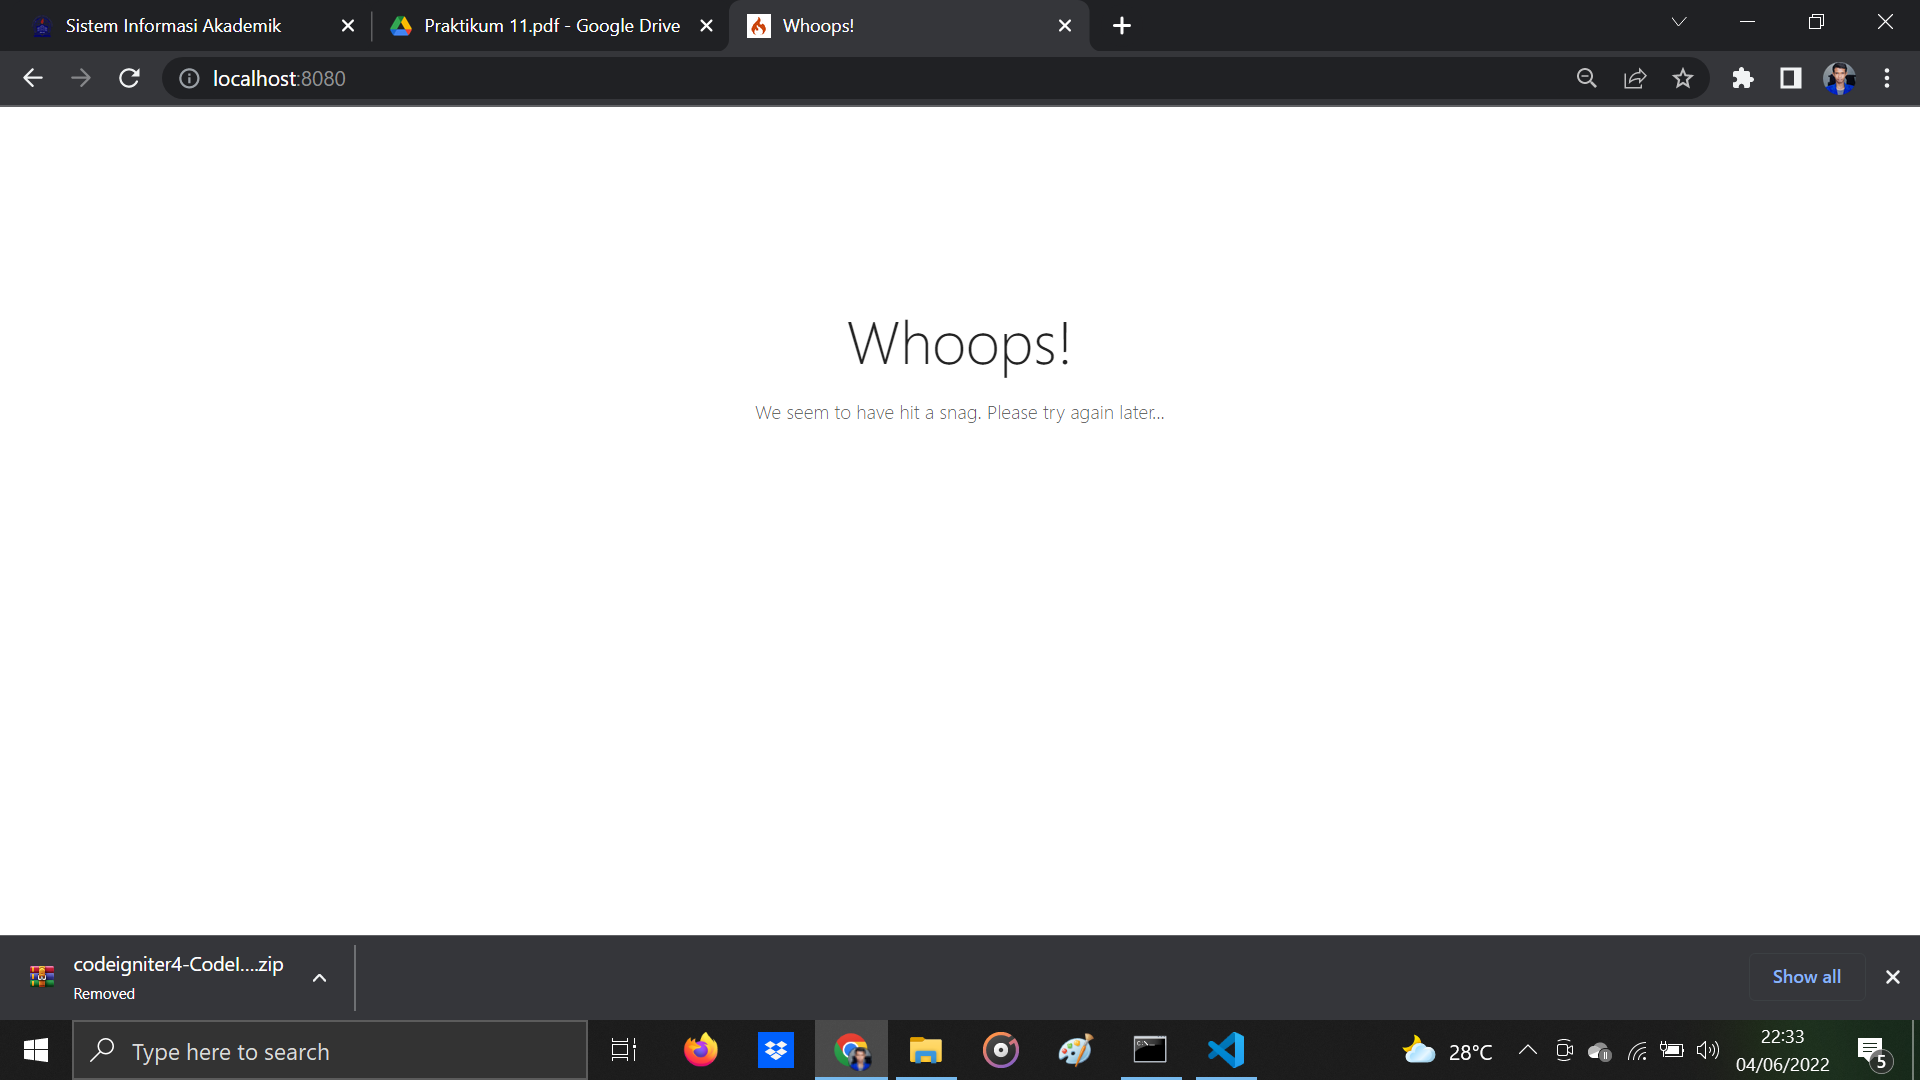 Sistem Informasi Akademik
Praktikum 11.pdf - Google Drive
Whoops!
localhost:8080
Whoops!
We seem to have hit a snag. Please try again later...
codeigniter4-CodeI....zip
Removed
Show all
Type here to search
28°C
22:33
04/06/2022
5